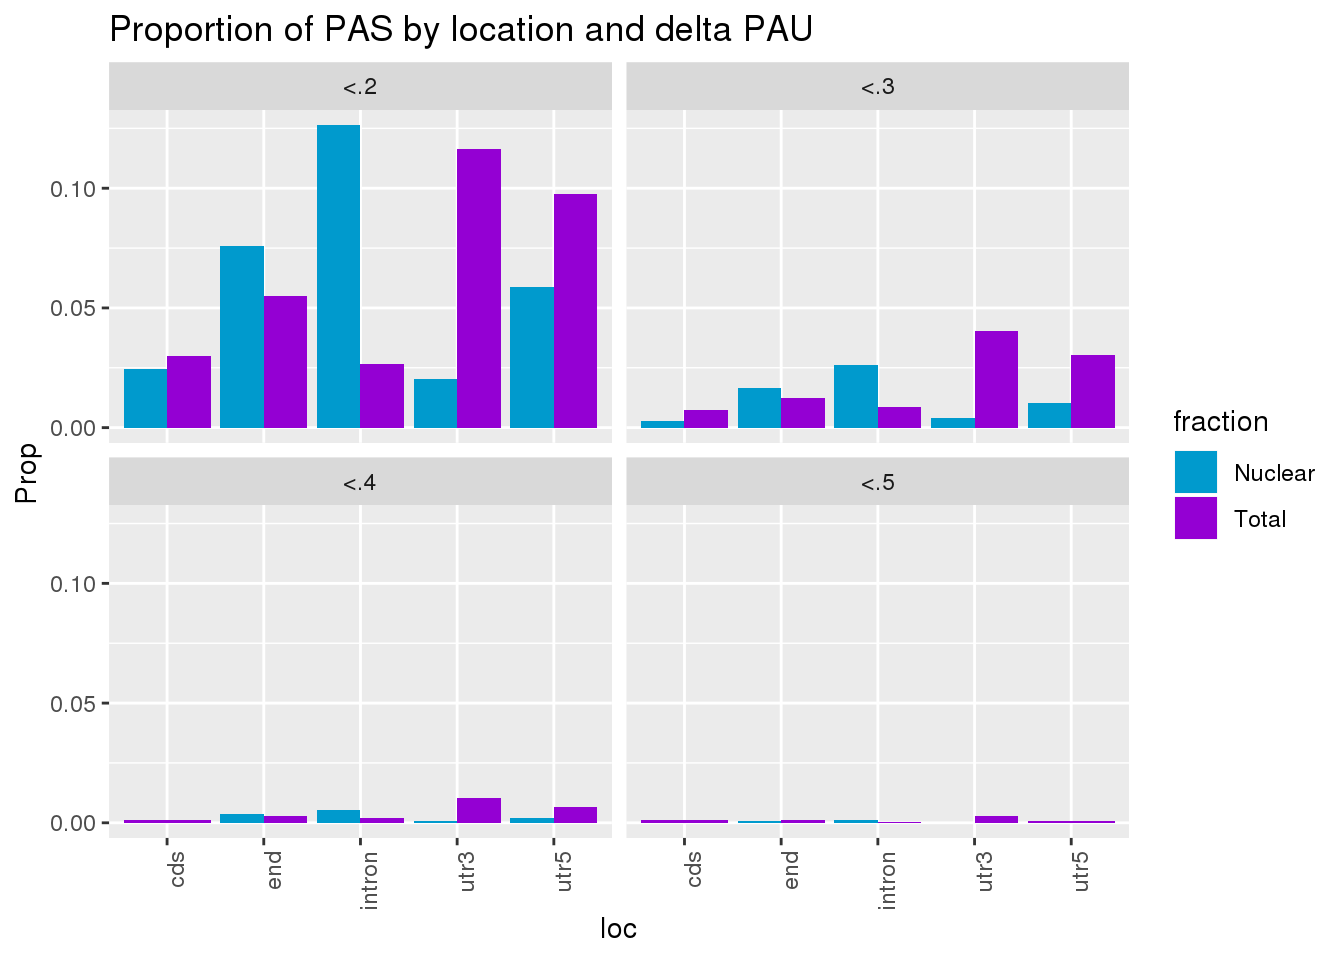 Proportion of PAS by location and delta PAU
<.2
<.3
0.10
0.05
0.00
<.4
<.5
0.10
0.05
0.00
Prop
cds
end
intron
utr3
utr5
cds
end
intron
utr3
utr5
loc
fraction
Nuclear
Total